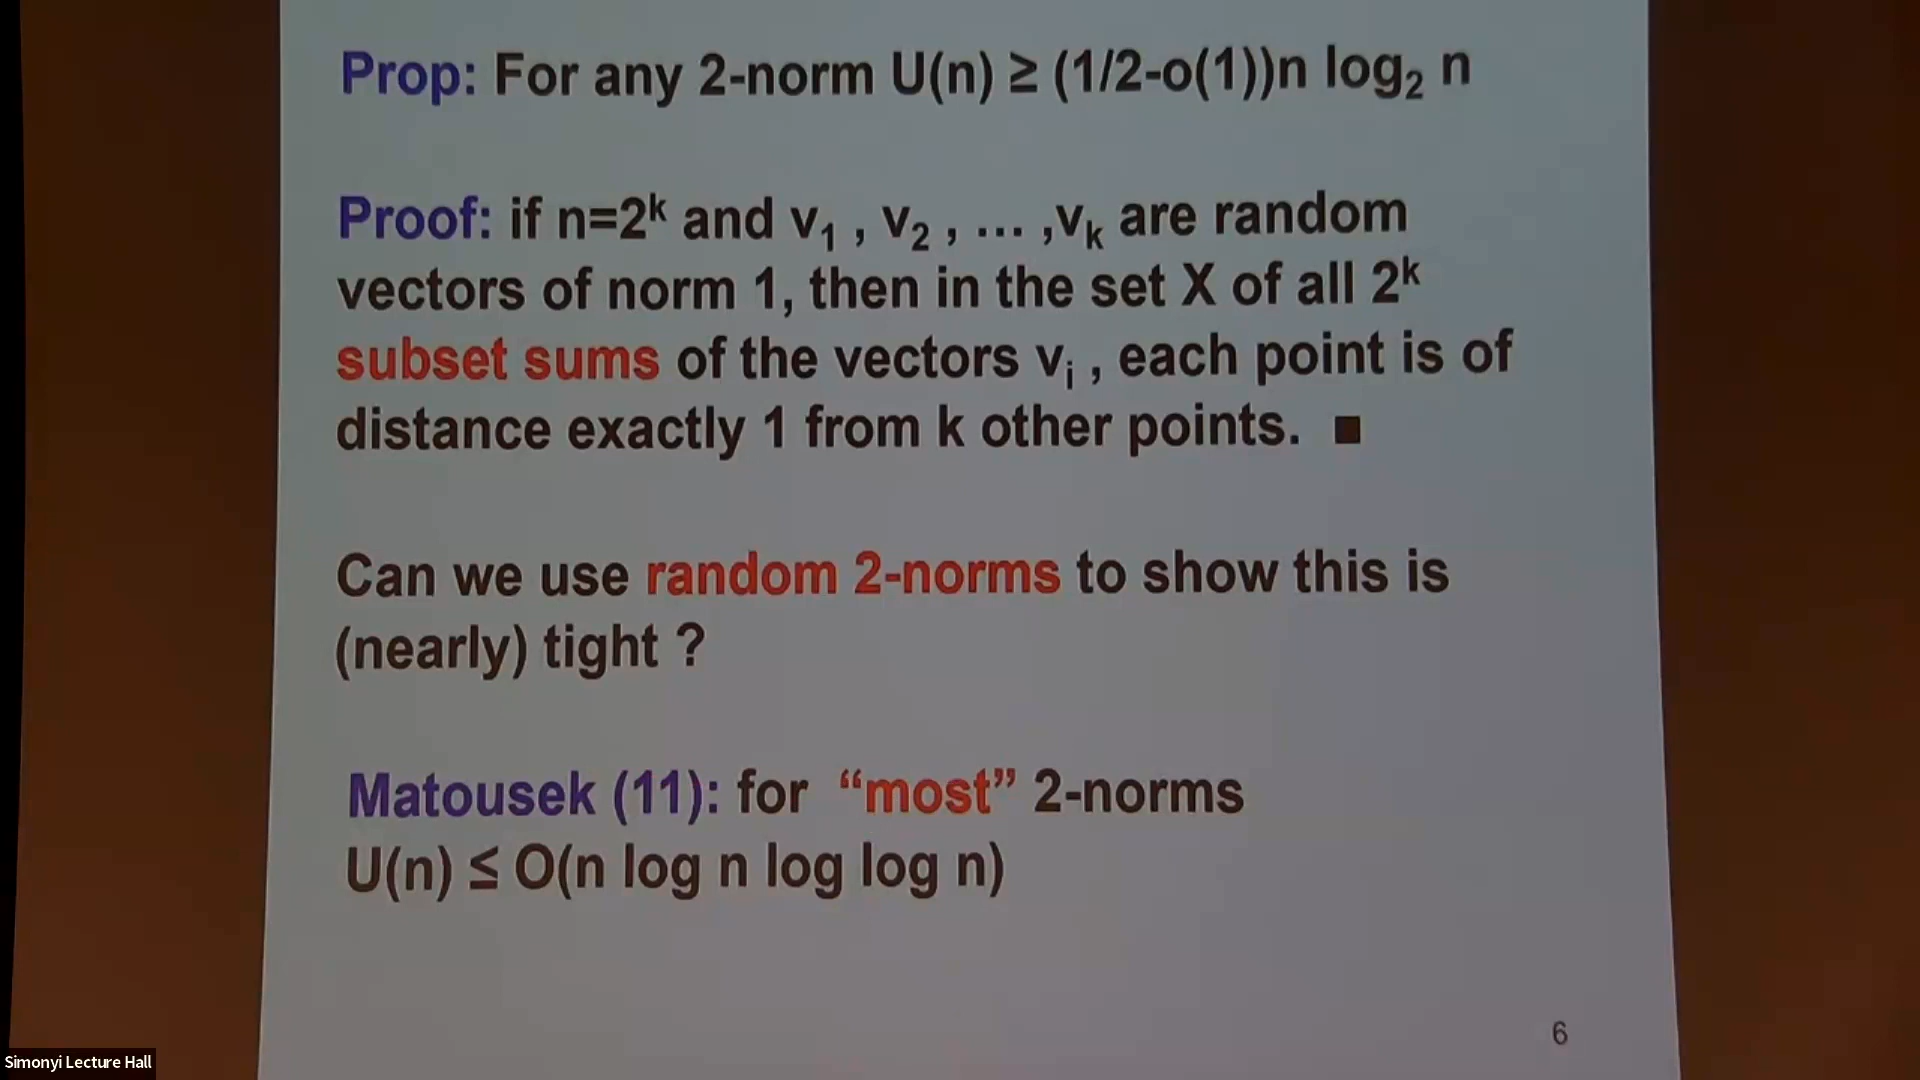 Prop: For any 2-norm U(n) ≥ (1/2-o(1))n log₂ n
Proof: if n=2ᵏ and v₁ , v₂ , ... ,vₖ are random
vectors of norm 1, then in the set X of all 2ᵏ
subset sums of the vectors vᵢ , each point is of
distance exactly 1 from k other points. ■
Can we use random 2-norms to show this is
(nearly) tight ?
Matousek (11): for “most” 2-norms
U(n) ≤ O(n log n log log n)
6
Simonyi Lecture Hall